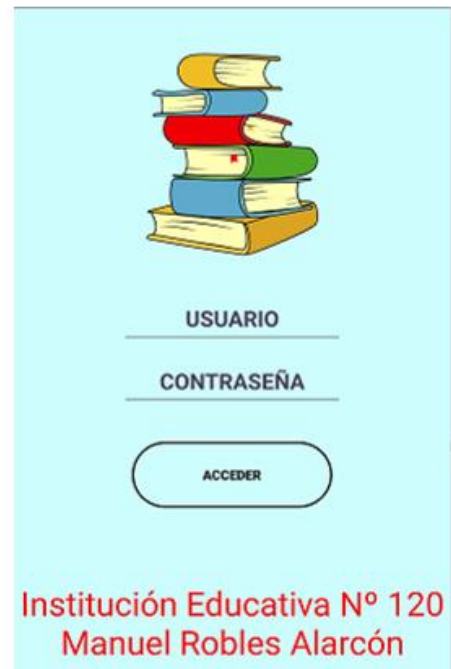 USUARIO
CONTRASEÑA
ACCEDER
Institución Educativa Nº 120
Manuel Robles Alarcón